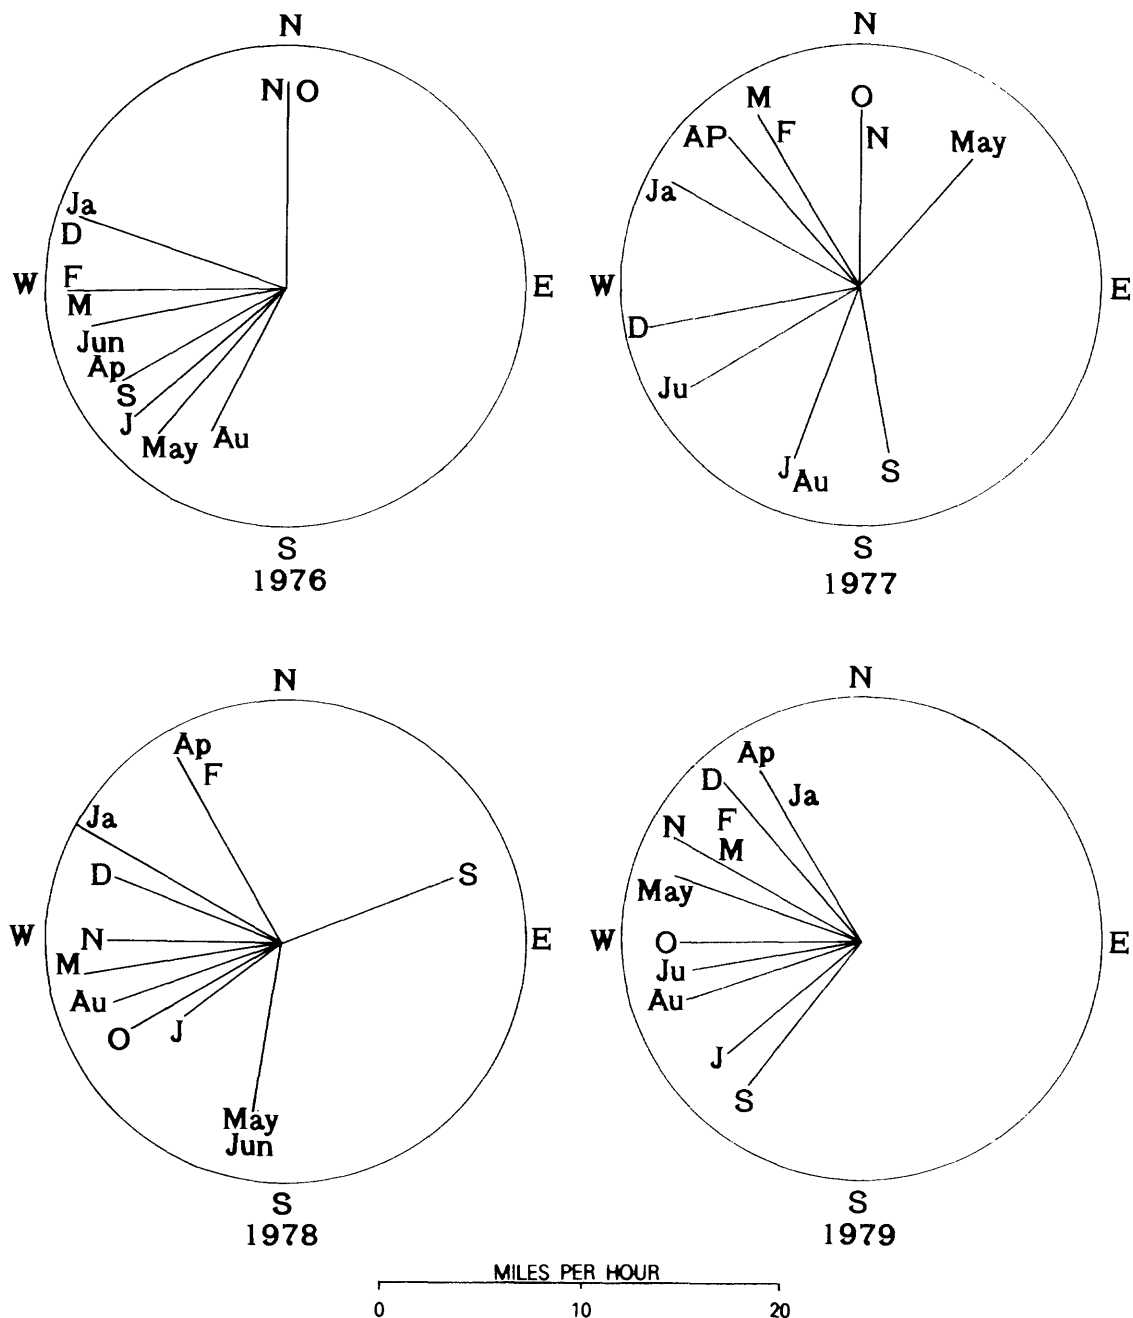 N
N O
Ja
D
W F E
M
Jun
Ap
S
J
May Au
S
1976
N
M O
AP F N May
Ja
W E
D
Ju
J Au S
S
1977
N
Ap
F
Ja
D S
W N E
M
Au
O J
May
Jun
S
1978
N
Ap
D Ja
N F
M
May
W O E
Ju
Au
J
S
S
1979
MILES PER HOUR
0 10 20